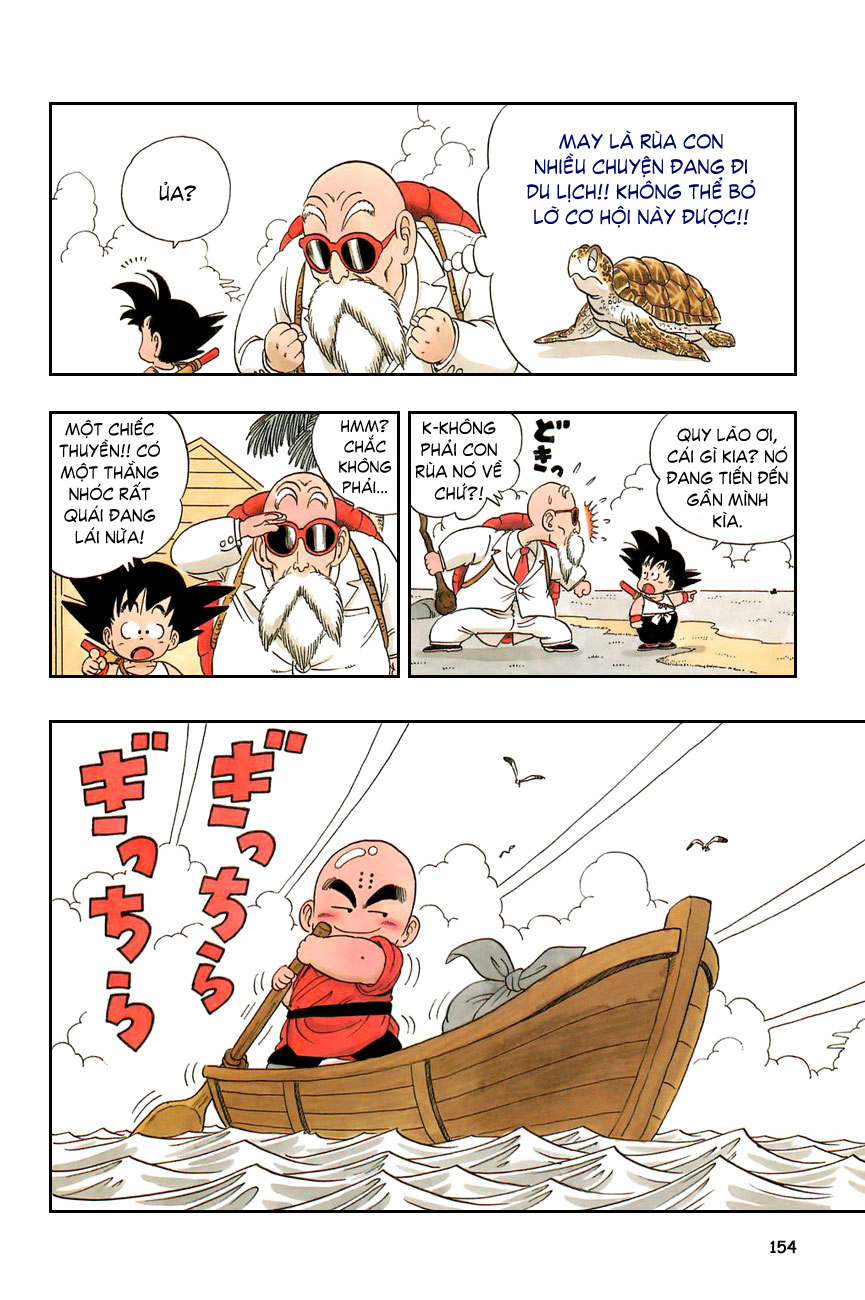 MAY LÀ RÙA CON
NHIỀU CHUYỆN ĐANG ĐI
DU LỊCH!! KHÔNG THỂ BỎ
LỠ CƠ HỘI NÀY ĐƯỢC!!
ỦA?
QUY LÃO ƠI,
CÁI GÌ KIA? NÓ
ĐANG TIẾN ĐẾN
GẦN MÌNH
KÌA.
どきっ
K-KHÔNG
PHẢI CON
RÙA NÓ VỀ
CHỨ?!
HMM?
CHẮC
KHÔNG
PHẢI...
MỘT CHIẾC
THUYỀN!! CÓ
MỘT THẰNG
NHÓC RẤT
QUÁI ĐANG
LÁI NỮA!
ぎっちら
ぎっちら
154